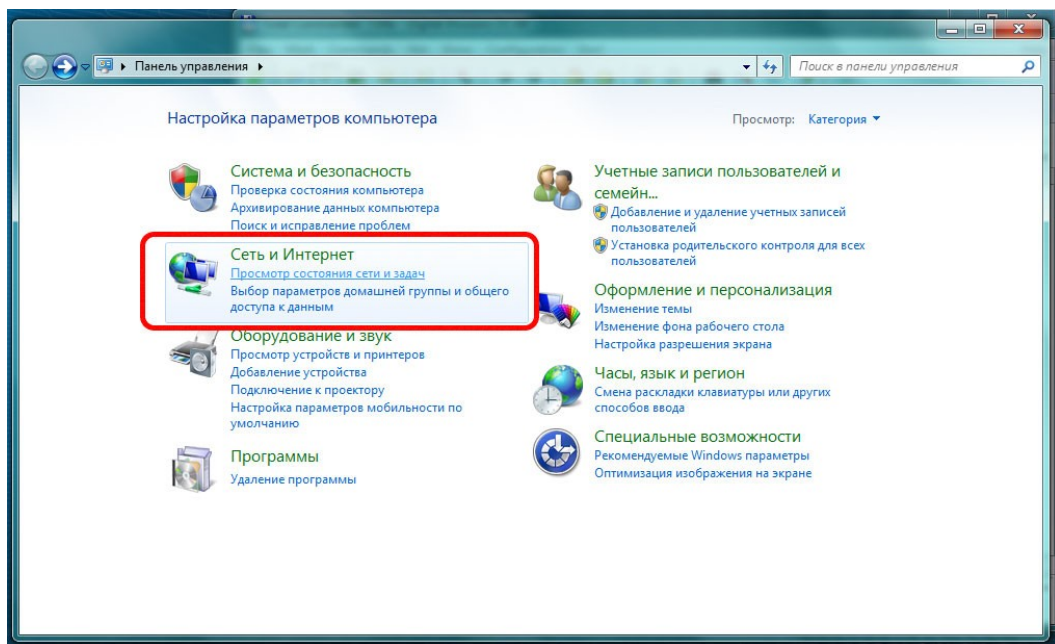 Панель управления
Поиск в панели управления
Настройка параметров компьютера
Просмотр: Категория
Система и безопасность
Проверка состояния компьютера
Архивирование данных компьютера
Поиск и исправление проблем
Сеть и Интернет
Просмотр состояния сети и задач
Выбор параметров домашней группы и общего
доступа к данным
Оборудование и звук
Просмотр устройств и принтеров
Добавление устройства
Подключение к проектору
Настройка параметров мобильности по
умолчанию
Программы
Удаление программы
Учетные записи пользователей и
семейн...
Добавление и удаление учетных записей
пользователей
Установка родительского контроля для всех
пользователей
Оформление и персонализация
Изменение темы
Изменение фона рабочего стола
Настройка разрешения экрана
Часы, язык и регион
Смена раскладки клавиатуры или других
способов ввода
Специальные возможности
Рекомендуемые Windows параметры
Оптимизация изображения на экране